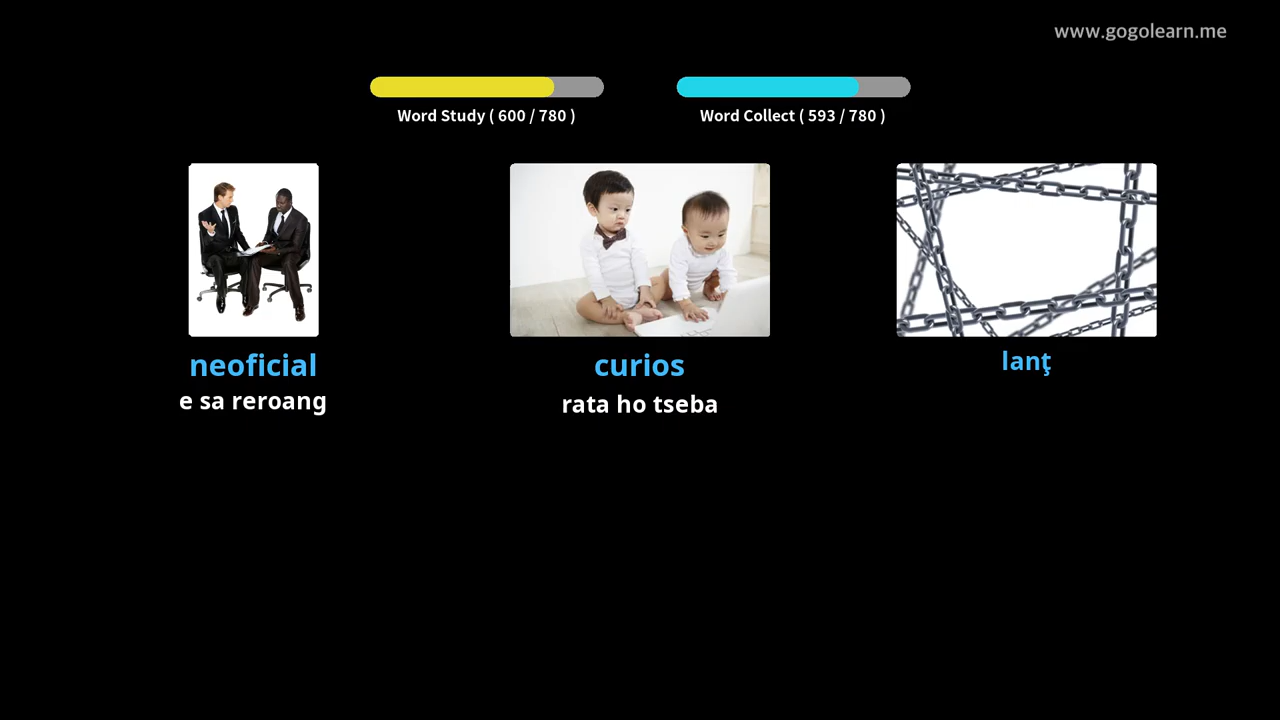 www.gogolearn.me
Word Study ( 600 / 780 )
Word Collect ( 593 / 780 )
neoficial
e sa reroang
curios
rata ho tseba
lanţ